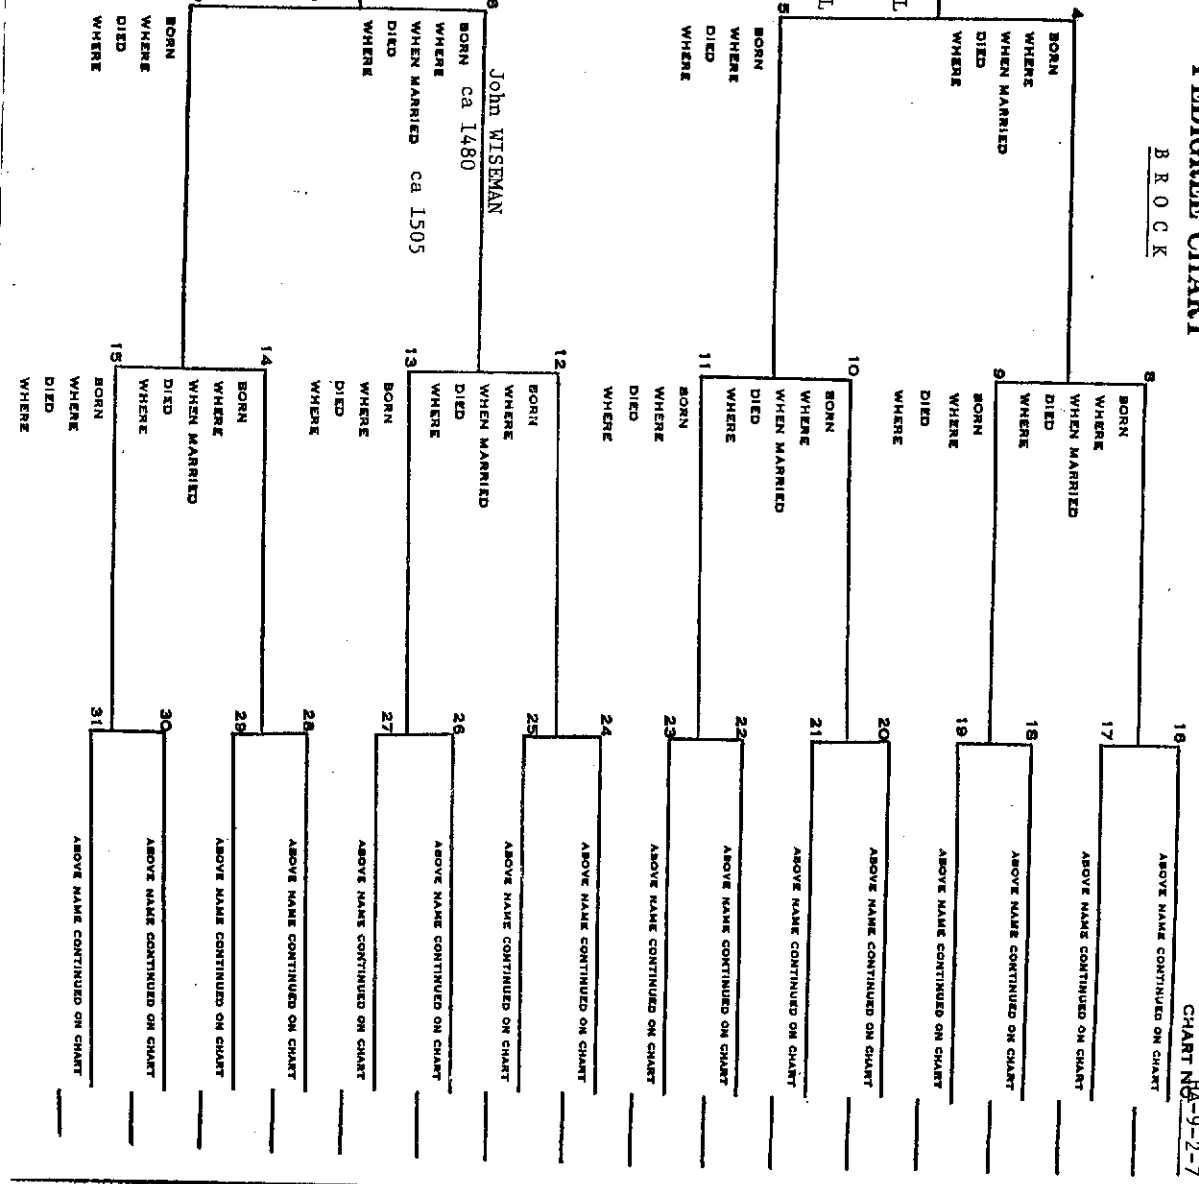 PEDIGREE CHART
CHART NO. HA-9-2-7
B R O C K
16
ABOVE NAME CONTINUED ON CHART
8
BORN
WHERE
WHEN MARRIED
DIED
WHERE
17
ABOVE NAME CONTINUED ON CHART
4
BORN
WHERE
WHEN MARRIED
DIED
WHERE
18
ABOVE NAME CONTINUED ON CHART
9
BORN
WHERE
DIED
WHERE
19
ABOVE NAME CONTINUED ON CHART
L
20
ABOVE NAME CONTINUED ON CHART
10
BORN
WHERE
WHEN MARRIED
DIED
WHERE
21
ABOVE NAME CONTINUED ON CHART
L
5
BORN
WHERE
DIED
WHERE
22
ABOVE NAME CONTINUED ON CHART
11
BORN
WHERE
DIED
WHERE
23
ABOVE NAME CONTINUED ON CHART
24
ABOVE NAME CONTINUED ON CHART
12
BORN
WHERE
WHEN MARRIED
DIED
WHERE
25
ABOVE NAME CONTINUED ON CHART
John WISEMAN
6
BORN ca 1480
WHERE
WHEN MARRIED ca 1505
DIED
WHERE
26
ABOVE NAME CONTINUED ON CHART
13
BORN
WHERE
DIED
WHERE
27
ABOVE NAME CONTINUED ON CHART
28
ABOVE NAME CONTINUED ON CHART
14
BORN
WHERE
WHEN MARRIED
DIED
WHERE
29
ABOVE NAME CONTINUED ON CHART
BORN
WHERE
DIED
WHERE
30
ABOVE NAME CONTINUED ON CHART
15
BORN
WHERE
DIED
WHERE
31
ABOVE NAME CONTINUED ON CHART